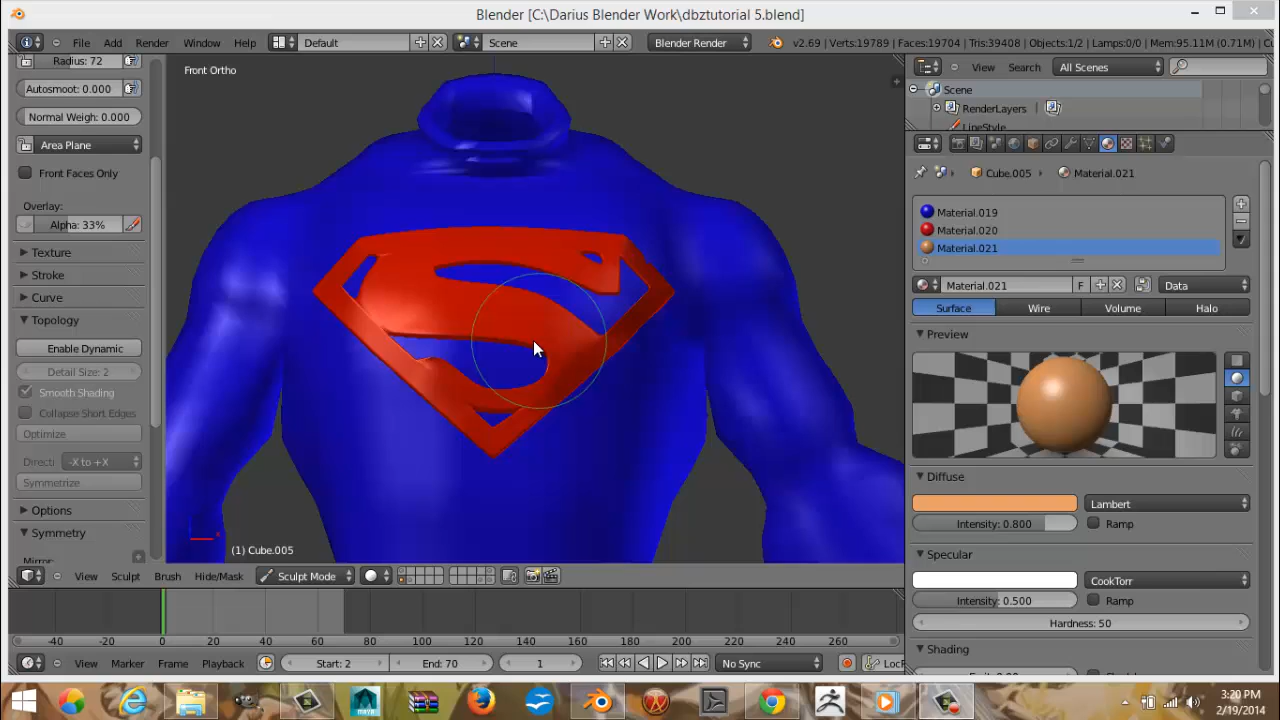 Blender [C:\Darius Blender Work\dbztutorial 5.blend]
File Add Render Window Help Default Scene Blender Render v2.69 | Verts:19789 | Faces:19704 | Tris:39408 | Objects:1/2 | Lamps:0/0 | Mem:95.11M (0.71M) | Cu
Radius: 72
Autosmoot: 0.000
Normal Weigh: 0.000
Area Plane
Front Faces Only
Overlay:
Alpha: 33%
Texture
Stroke
Curve
Topology
Enable Dynamic
Detail Size: 2
Smooth Shading
Collapse Short Edges
Optimize
Directi: -X to +X
Symmetrize
Options
Symmetry
Mirror:
Front Ortho
x
(1) Cube.005
View Sculpt Brush Hide/Mask Sculpt Mode
-40 -20 0 20 40 60 80 100 120 140 160 180 200 220 240 260
View Marker Frame Playback Start: 2 End: 70 1 No Sync
View Search All Scenes
Scene
RenderLayers
LineStyle
Cube.005 Material.021
Material.019
Material.020
Material.021
Material.021 F Data
Surface Wire Volume Halo
Preview
Diffuse
Lambert
Intensity: 0.800 Ramp
Specular
CookTorr
Intensity: 0.500 Ramp
Hardness: 50
Shading
maya
3:20 PM
2/19/2014